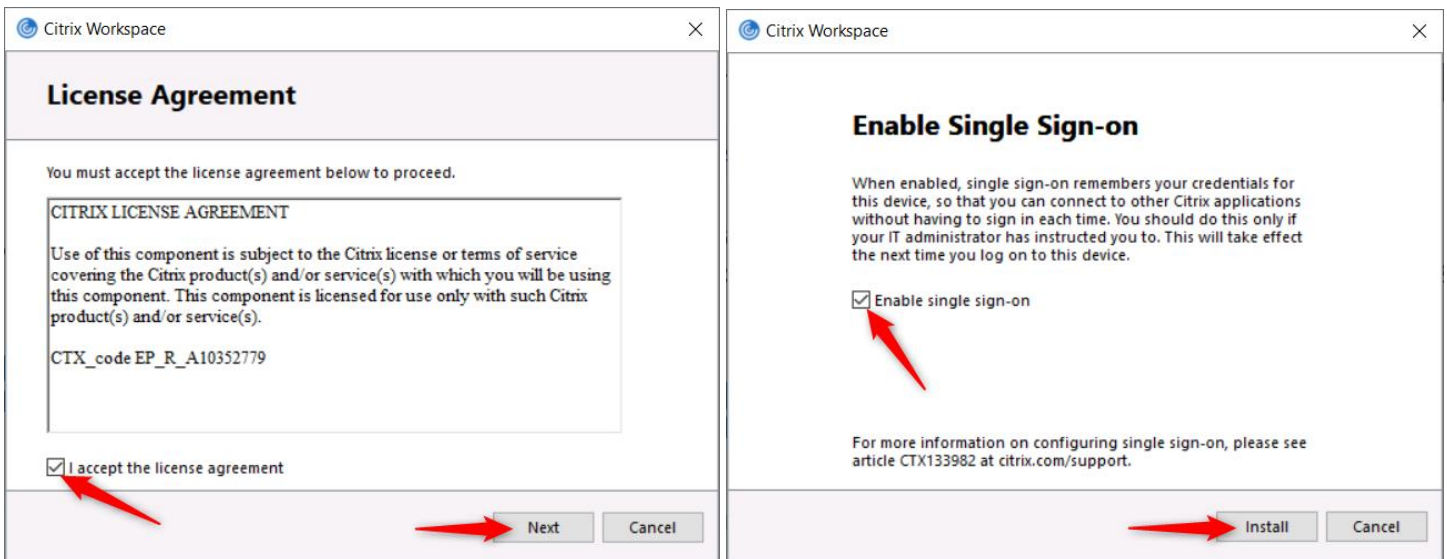 Citrix Workspace
License Agreement
You must accept the license agreement below to proceed.
CITRIX LICENSE AGREEMENT
Use of this component is subject to the Citrix license or terms of service
covering the Citrix product(s) and/or service(s) with which you will be using
this component. This component is licensed for use only with such Citrix
product(s) and/or service(s).
CTX_code EP_R_A10352779
I accept the license agreement
Next
Cancel
Citrix Workspace
Enable Single Sign-on
When enabled, single sign-on remembers your credentials for
this device, so that you can connect to other Citrix applications
without having to sign in each time. You should do this only if
your IT administrator has instructed you to. This will take effect
the next time you log on to this device.
Enable single sign-on
For more information on configuring single sign-on, please see
article CTX133982 at citrix.com/support.
Install
Cancel